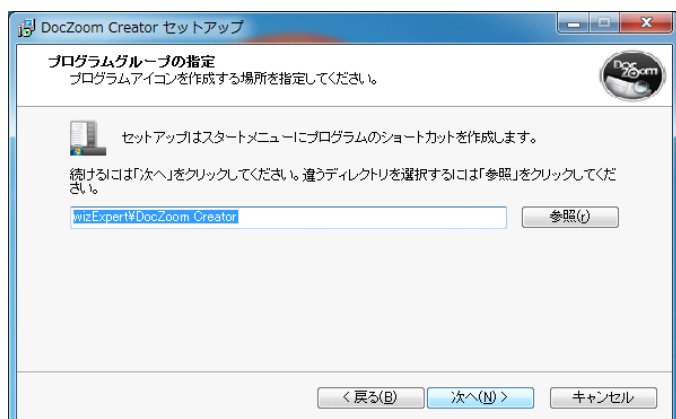 DocZoom Creator セットアップ
プログラムグループの指定
プログラムアイコンを作成する場所を指定してください。
Doc
Zoom
セットアップはスタートメニューにプログラムのショートカットを作成します。
続けるには「次へ」をクリックしてください。違うディレクトリを選択するには「参照」をクリックしてくだ
さい。
wizExpert¥DocZoom Creator
参照(r)
< 戻る(B)
次へ(N) >
キャンセル